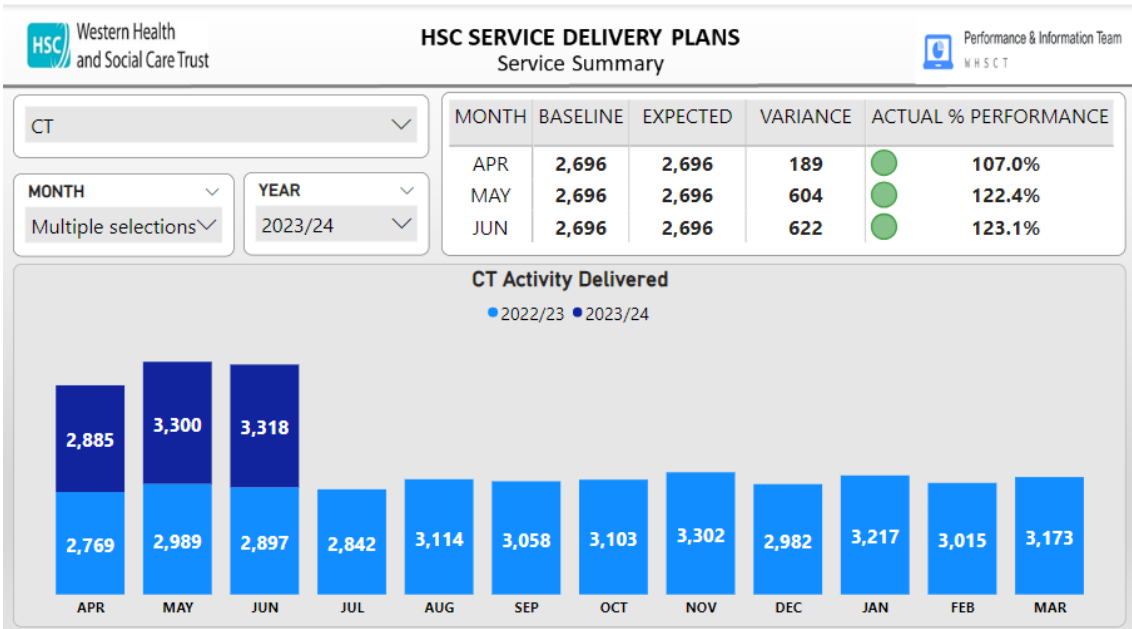 HSC
Western Health
and Social Care Trust
HSC SERVICE DELIVERY PLANS
Service Summary
Performance & Information Team
WHSCT
CT
MONTH
Multiple selections
YEAR
2023/24
MONTH BASELINE EXPECTED VARIANCE ACTUAL % PERFORMANCE
APR 2,696 2,696 189 107.0%
MAY 2,696 2,696 604 122.4%
JUN 2,696 2,696 622 123.1%
CT Activity Delivered
2022/23 2023/24
2,885 3,300 3,318
2,769 2,989 2,897 2,842 3,114 3,058 3,103 3,302 2,982 3,217 3,015 3,173
APR MAY JUN JUL AUG SEP OCT NOV DEC JAN FEB MAR